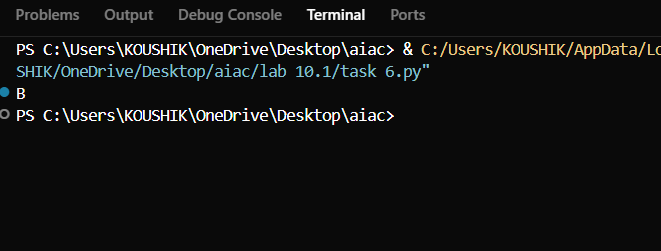 Problems Output Debug Console Terminal Ports
PS C:\Users\KOUSHIK\OneDrive\Desktop\aiac> & C:/Users/KOUSHIK/AppData/Lo
SHIK/OneDrive/Desktop/aiac/lab 10.1/task 6.py"
B
PS C:\Users\KOUSHIK\OneDrive\Desktop\aiac>